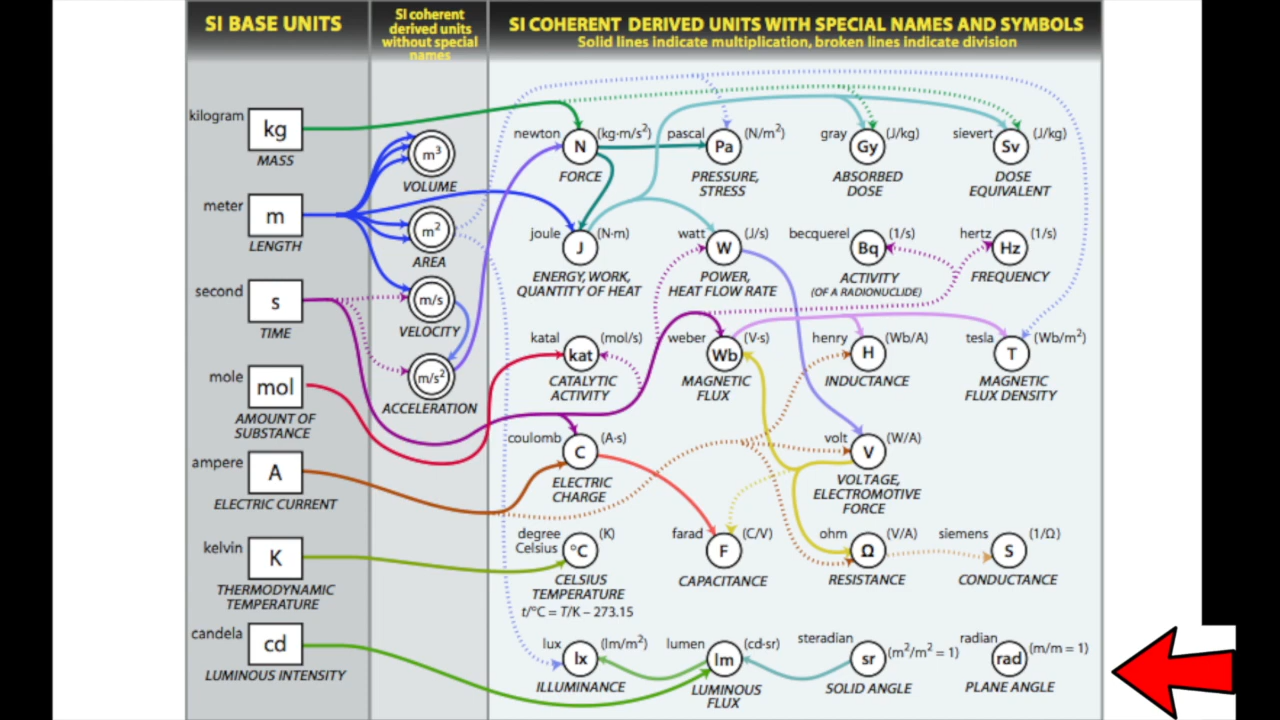 SI BASE UNITS
SI coherent
derived units
without special
names
SI COHERENT DERIVED UNITS WITH SPECIAL NAMES AND SYMBOLS
Solid lines indicate multiplication, broken lines indicate division
kilogram
kg
MASS
meter
m
LENGTH
second
s
TIME
mole
mol
AMOUNT OF
SUBSTANCE
ampere
A
ELECTRIC CURRENT
kelvin
K
THERMODYNAMIC
TEMPERATURE
candela
cd
LUMINOUS INTENSITY
m³
VOLUME
m²
AREA
m/s
VELOCITY
m/s²
ACCELERATION
newton
N
(kg·m/s²)
FORCE
pascal
Pa
(N/m²)
PRESSURE,
STRESS
gray
Gy
(J/kg)
ABSORBED
DOSE
sievert
Sv
(J/kg)
DOSE
EQUIVALENT
joule
J
(N·m)
ENERGY, WORK,
QUANTITY OF HEAT
watt
W
(J/s)
POWER,
HEAT FLOW RATE
becquerel
Bq
(1/s)
ACTIVITY
(OF A RADIONUCLIDE)
hertz
Hz
(1/s)
FREQUENCY
katal
kat
(mol/s)
CATALYTIC
ACTIVITY
weber
Wb
(V·s)
MAGNETIC
FLUX
henry
H
(Wb/A)
INDUCTANCE
tesla
T
(Wb/m²)
MAGNETIC
FLUX DENSITY
coulomb
C
(A·s)
ELECTRIC
CHARGE
volt
V
(W/A)
VOLTAGE,
ELECTROMOTIVE
FORCE
degree
Celsius
°C
(K)
CELSIUS
TEMPERATURE
t/°C = T/K – 273.15
farad
F
(C/V)
CAPACITANCE
ohm
Ω
(V/A)
RESISTANCE
siemens
S
(1/Ω)
CONDUCTANCE
lux
lx
(lm/m²)
ILLUMINANCE
lumen
lm
(cd·sr)
LUMINOUS
FLUX
steradian
sr
(m²/m² = 1)
SOLID ANGLE
radian
rad
(m/m = 1)
PLANE ANGLE